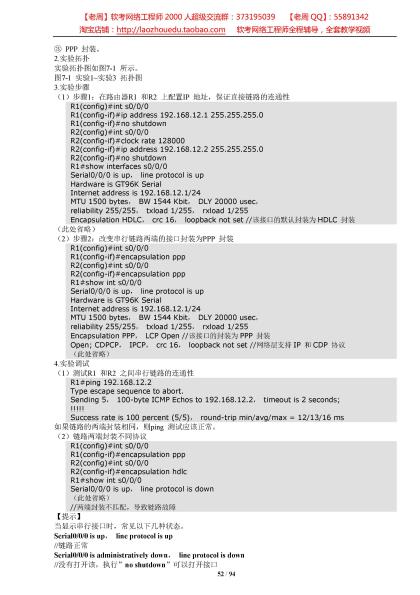 【老周】软考网络工程师 2000 人超级交流群：373195039 【老周 QQ】：55891342
淘宝店铺：http://laozhouedu.taobao.com 软考网络工程师全程辅导，全套教学视频
⑤ PPP 封装。
2.实验拓扑
实验拓扑图如图7-1 所示。
图7-1 实验1-实验3 拓扑图
3.实验步骤
（1）步骤1：在路由器R1 和R2 上配置IP 地址，保证直接链路的连通性
R1(config)#int s0/0/0
R1(config-if)#ip address 192.168.12.1 255.255.255.0
R1(config-if)#no shutdown
R2(config)#int s0/0/0
R2(config-if)#clock rate 128000
R2(config-if)#ip address 192.168.12.2 255.255.255.0
R2(config-if)#no shutdown
R1#show interfaces s0/0/0
Serial0/0/0 is up， line protocol is up
Hardware is GT96K Serial
Internet address is 192.168.12.1/24
MTU 1500 bytes， BW 1544 Kbit， DLY 20000 usec，
reliability 255/255， txload 1/255， rxload 1/255
Encapsulation HDLC， crc 16， loopback not set //该接口的默认封装为 HDLC 封装
（此处省略）
（2）步骤2：改变串行链路两端的接口封装为PPP 封装
R1(config)#int s0/0/0
R1(config-if)#encapsulation ppp
R2(config)#int s0/0/0
R2(config-if)#encapsulation ppp
R1#show int s0/0/0
Serial0/0/0 is up， line protocol is up
Hardware is GT96K Serial
Internet address is 192.168.12.1/24
MTU 1500 bytes， BW 1544 Kbit， DLY 20000 usec，
reliability 255/255， txload 1/255， rxload 1/255
Encapsulation PPP， LCP Open //该接口的封装为 PPP 封装
Open; CDPCP， IPCP， crc 16， loopback not set //网络层支持 IP 和 CDP 协议
（此处省略）
4.实验调试
（1）测试R1 和R2 之间串行链路的连通性
R1#ping 192.168.12.2
Type escape sequence to abort.
Sending 5， 100-byte ICMP Echos to 192.168.12.2， timeout is 2 seconds;
!!!!!
Success rate is 100 percent (5/5)， round-trip min/avg/max = 12/13/16 ms
如果链路的两端封装相同，则ping 测试应该正常。
（2）链路两端封装不同协议
R1(config)#int s0/0/0
R1(config-if)#encapsulation ppp
R2(config)#int s0/0/0
R2(config-if)#encapsulation hdlc
R1#show int s0/0/0
Serial0/0/0 is up， line protocol is down
（此处省略）
//两端封装不匹配，导致链路故障
【提示】
当显示串行接口时，常见以下几种状态。
Serial0/0/0 is up， line protocol is up
//链路正常
Serial0/0/0 is administratively down， line protocol is down
//没有打开该，执行“no shutdown”可以打开接口
52 / 94